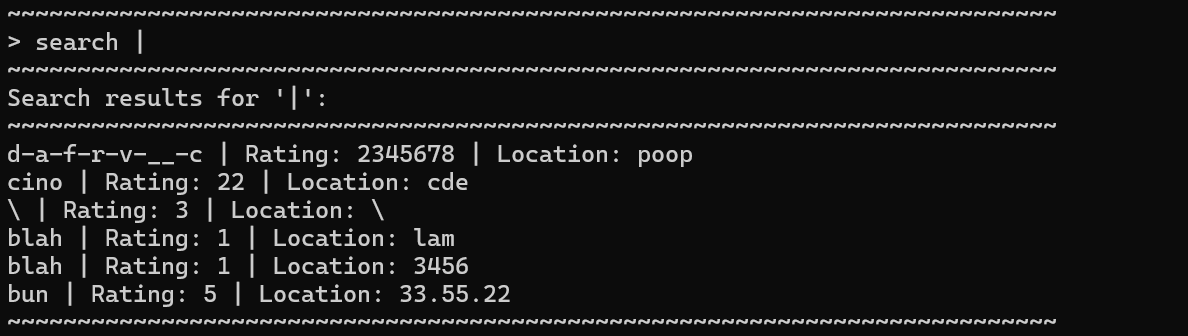 ~~~~~~~~~~~~~~~~~~~~~~~~~~~~~~~~~~~~~~~~~~~~~~~~~~~~~~~~~~~~~~~~~~~~~~~~~~~
> search |
~~~~~~~~~~~~~~~~~~~~~~~~~~~~~~~~~~~~~~~~~~~~~~~~~~~~~~~~~~~~~~~~~~~~~~~~~~~
Search results for '|':
~~~~~~~~~~~~~~~~~~~~~~~~~~~~~~~~~~~~~~~~~~~~~~~~~~~~~~~~~~~~~~~~~~~~~~~~~~~
d-a-f-r-v-__-c | Rating: 2345678 | Location: poop
cino | Rating: 22 | Location: cde
\ | Rating: 3 | Location: \
blah | Rating: 1 | Location: lam
blah | Rating: 1 | Location: 3456
bun | Rating: 5 | Location: 33.55.22
~~~~~~~~~~~~~~~~~~~~~~~~~~~~~~~~~~~~~~~~~~~~~~~~~~~~~~~~~~~~~~~~~~~~~~~~~~~